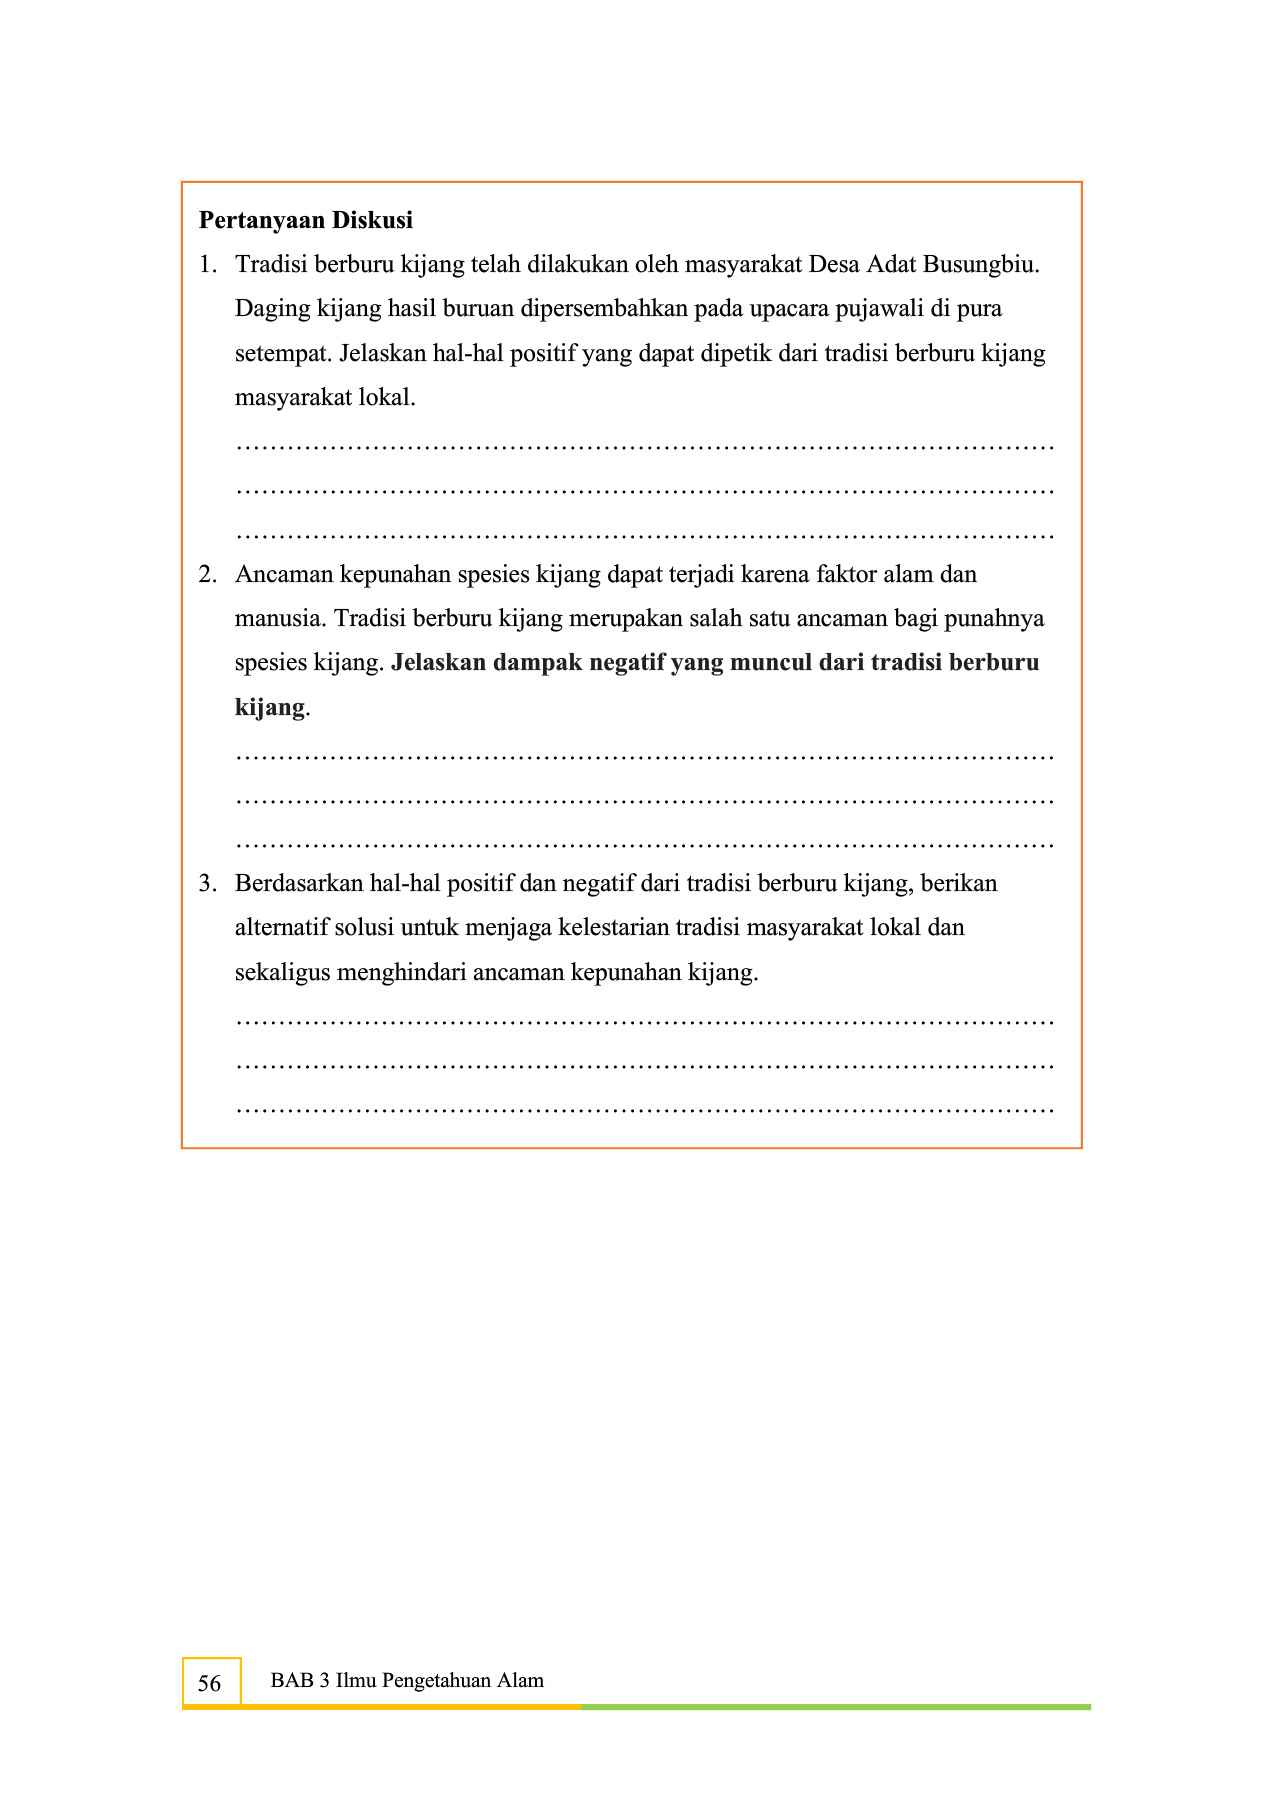 Pertanyaan Diskusi
1. Tradisi berburu kijang telah dilakukan oleh masyarakat Desa Adat Busungbiu.
Daging kijang hasil buruan dipersembahkan pada upacara pujawali di pura
setempat. Jelaskan hal-hal positif yang dapat dipetik dari tradisi berburu kijang
masyarakat lokal.
……………………………………………………………………………………
……………………………………………………………………………………
……………………………………………………………………………………
2. Ancaman kepunahan spesies kijang dapat terjadi karena faktor alam dan
manusia. Tradisi berburu kijang merupakan salah satu ancaman bagi punahnya
spesies kijang. Jelaskan dampak negatif yang muncul dari tradisi berburu
kijang.
……………………………………………………………………………………
……………………………………………………………………………………
……………………………………………………………………………………
3. Berdasarkan hal-hal positif dan negatif dari tradisi berburu kijang, berikan
alternatif solusi untuk menjaga kelestarian tradisi masyarakat lokal dan
sekaligus menghindari ancaman kepunahan kijang.
……………………………………………………………………………………
……………………………………………………………………………………
……………………………………………………………………………………
56 BAB 3 Ilmu Pengetahuan Alam